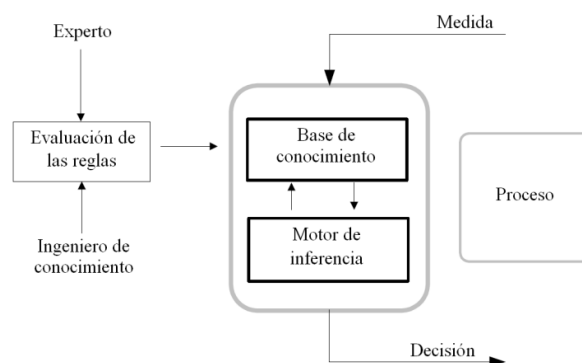 Experto
Medida
Evaluación de
las reglas
Base de
conocimiento
Proceso
Motor de
inferencia
Ingeniero de
conocimiento
Decisión